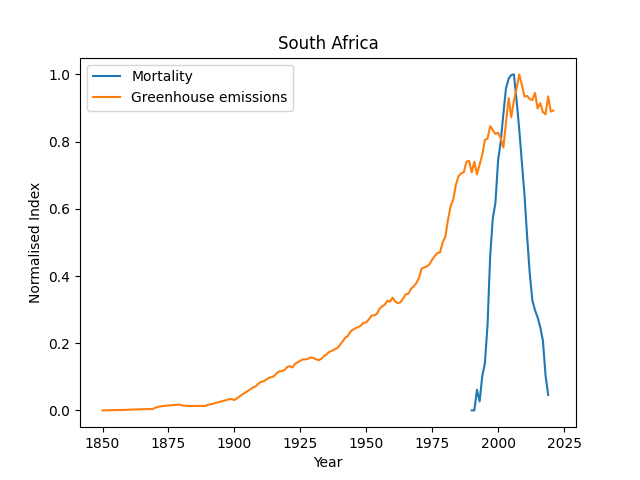 South Africa
Mortality
Greenhouse emissions
Normalised Index
1.0
0.8
0.6
0.4
0.2
0.0
1850 1875 1900 1925 1950 1975 2000 2025
Year